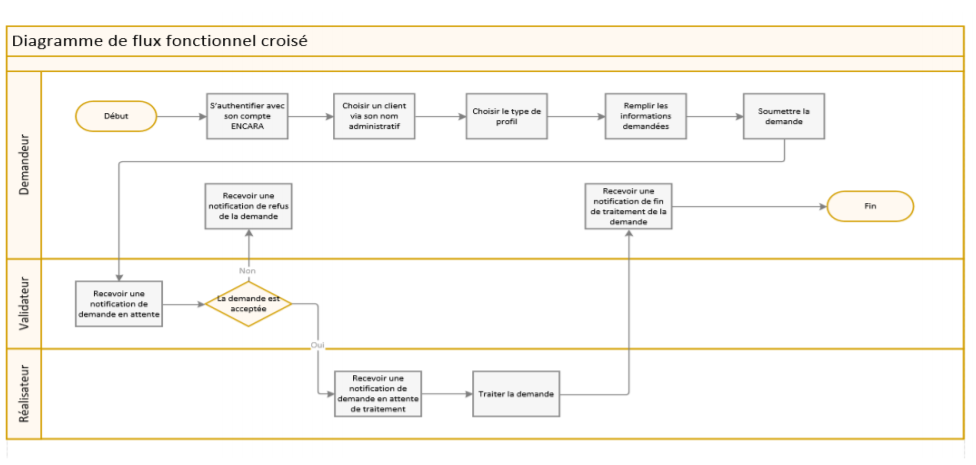 Diagramme de flux fonctionnel croisé
Demandeur
Début
S'authentifier avec
son compte
ENCARA
Choisir un client
via son nom
administratif
Choisir le type de
profil
Remplir les
informations
demandées
Soumettre la
demande
Recevoir une
notification de refus
de la demande
Recevoir une
notification de fin
de traitement de la
demande
Fin
Non
Validateur
Recevoir une
notification de
demande en attente
La demande est
acceptée
Oui
Réalisateur
Recevoir une
notification de
demande en attente
de traitement
Traiter la demande